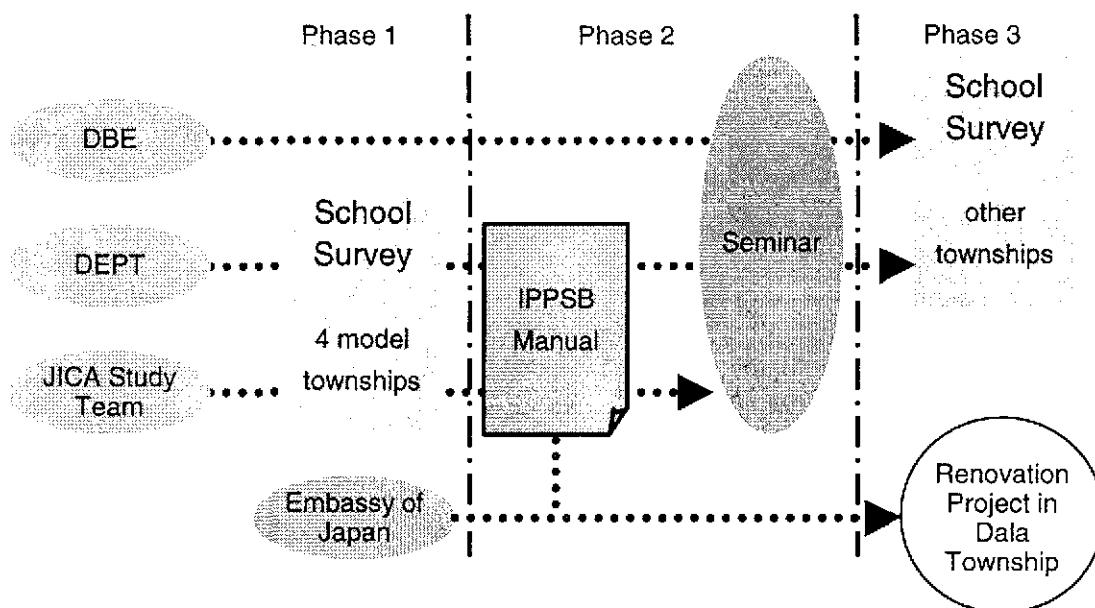 Phase 1
Phase 2
Phase 3
DBE
DEPT
JICA Study
Team
School
Survey
4 model
townships
IPPSB
Manual
Seminar
School
Survey
other
townships
Embassy of
Japan
Renovation
Project in
Dala
Township